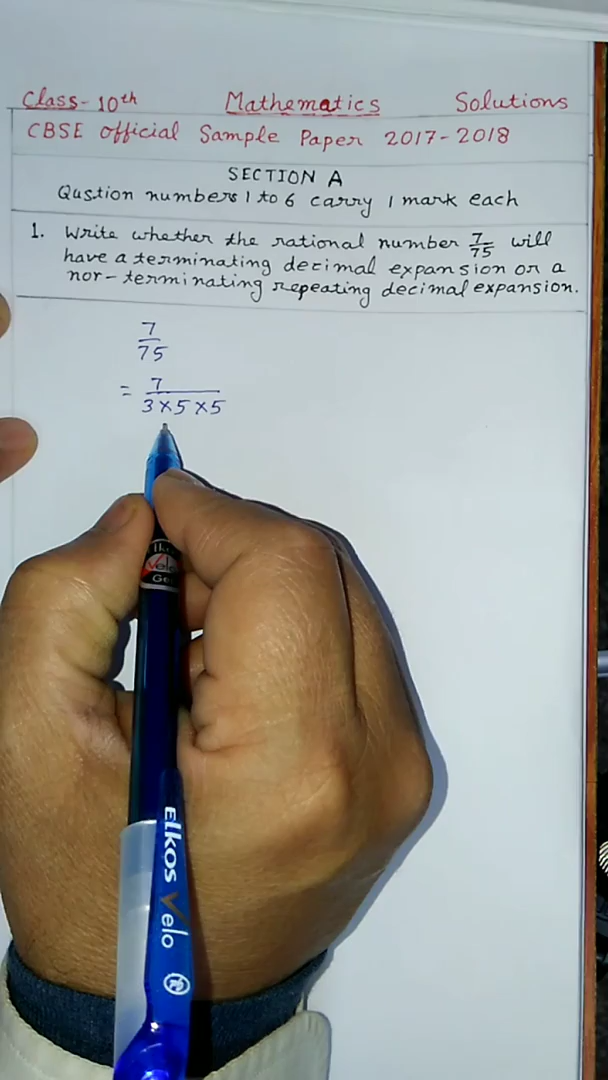 Class-10th Mathematics Solutions
CBSE official Sample Paper 2017-2018
SECTION A
Qustion numbers 1 to 6 carry 1 mark each
1. Write whether the rational number 7/75 will
have a terminating decimal expansion or a
nor-terminating repeating decimal expansion.
7
75
= 7
3×5×5
Velo
Elkos Velo